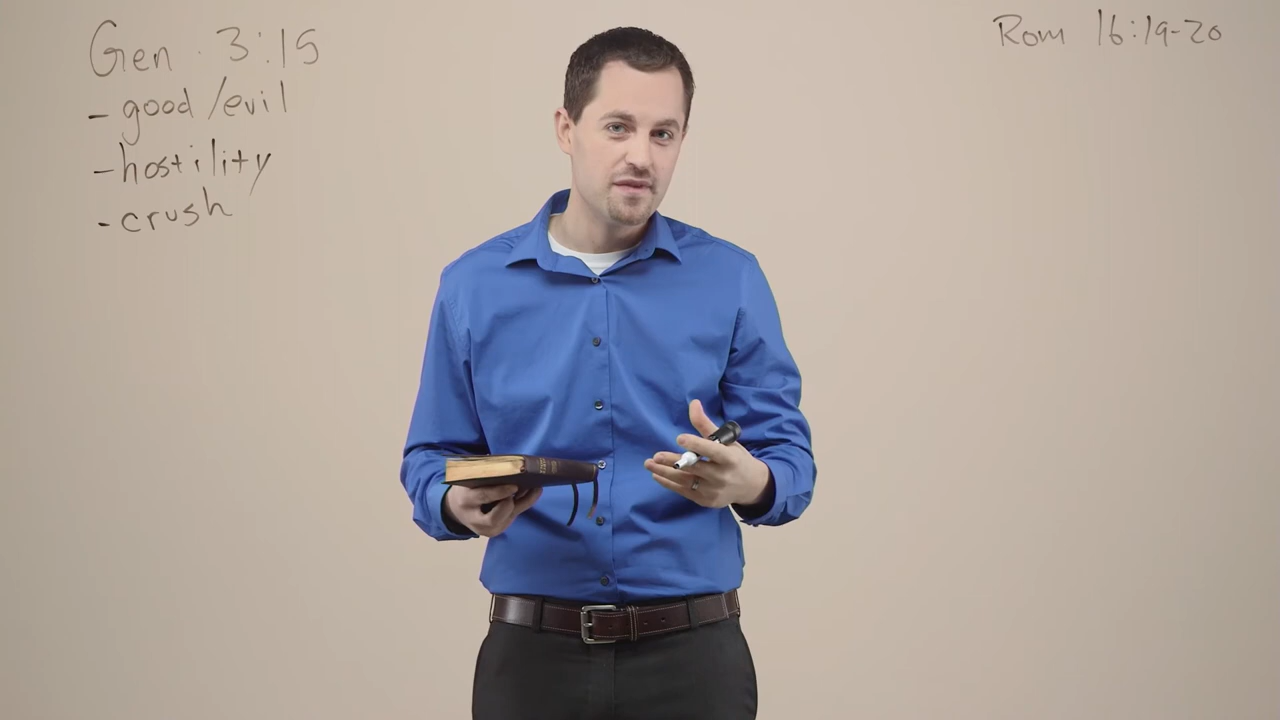 Gen. 3:15
- good/evil
- hostility
- crush
Rom 16:19-20